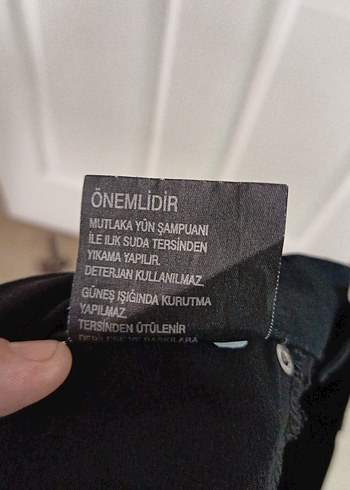 ÖNEMLİDİR
MUTLAKA YÜN ŞAMPUANI
İLE ILIK SUDA TERSİNDEN
YIKAMA YAPILIR.
DETERJAN KULLANILMAZ.
GÜNEŞ IŞIĞINDA KURUTMA
YAPILMAZ.
TERSİNDEN ÜTÜLENİR